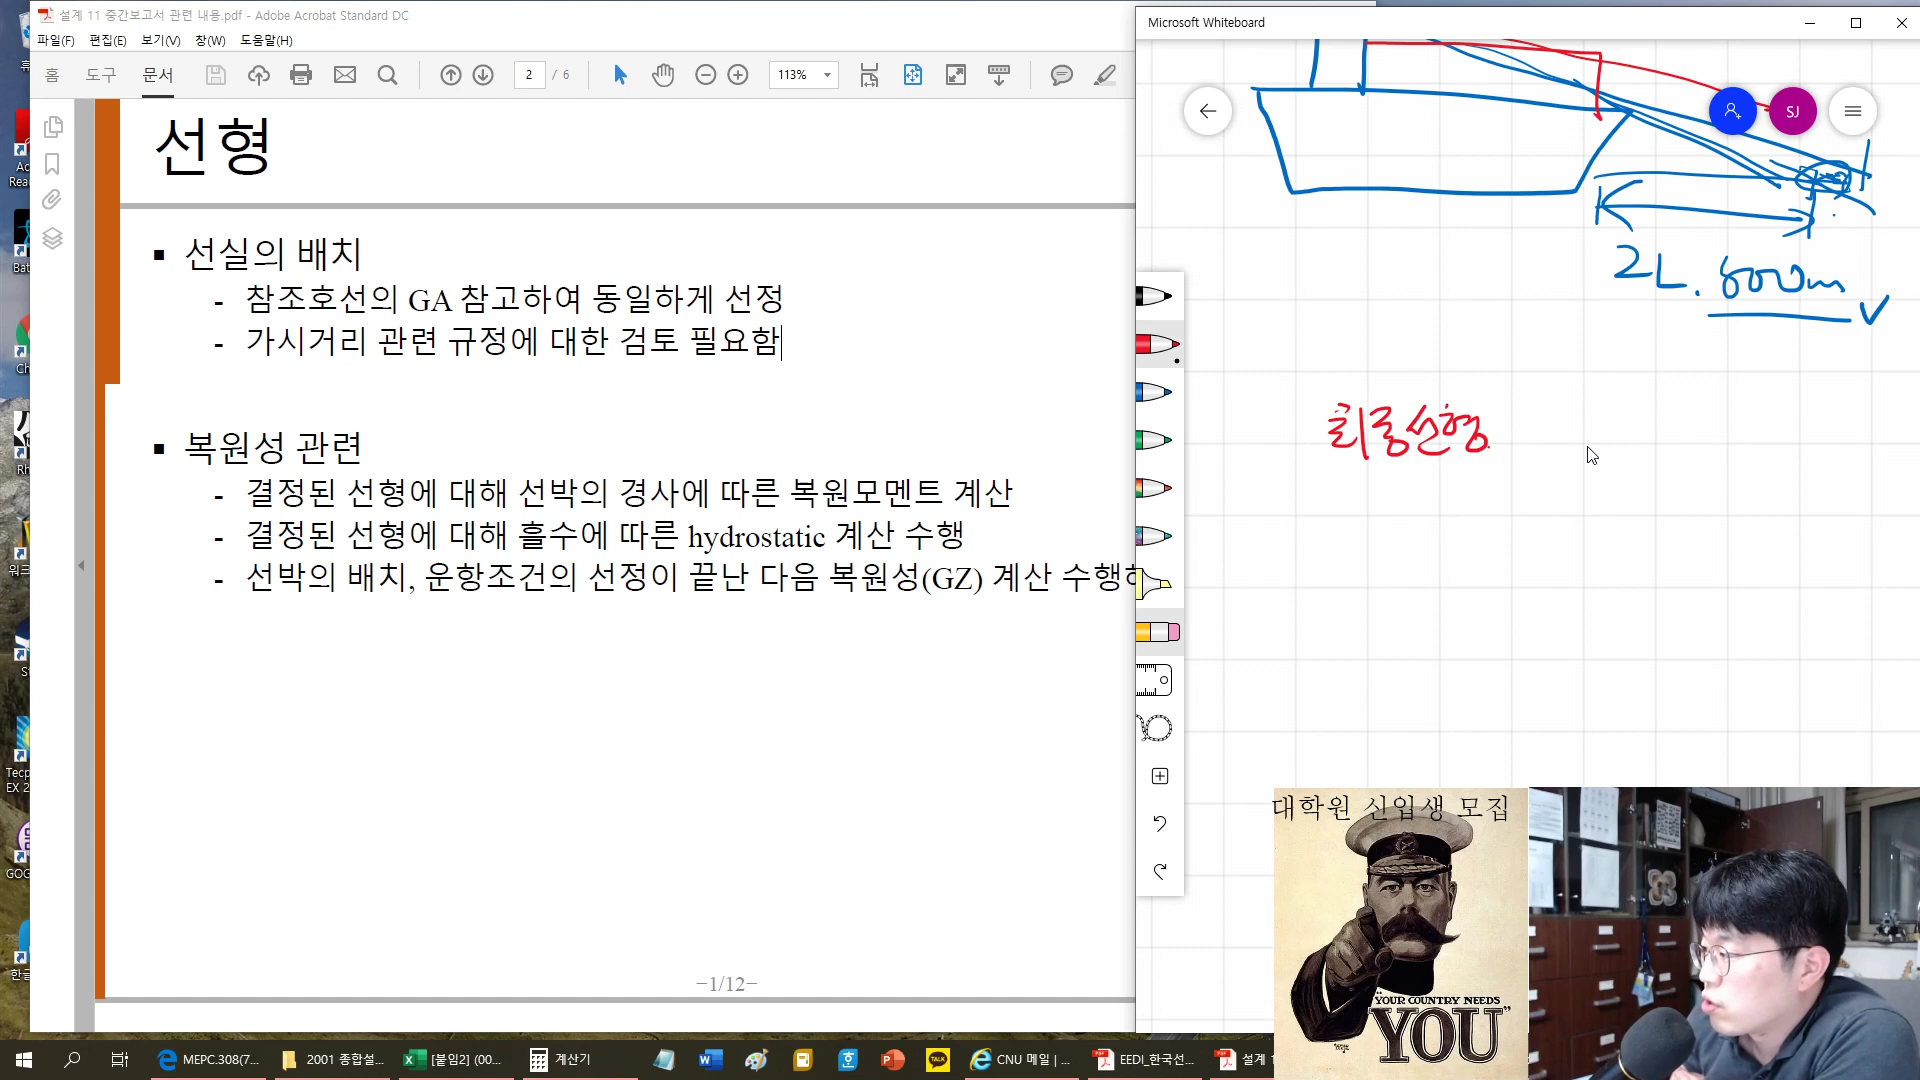 설계 11 중간보고서 관련 내용.pdf - Adobe Acrobat Standard DC
파일(F) 편집(E) 보기(V) 창(W) 도움말(H)
홈 도구 문서 2 / 6 113%
선형
▪ 선실의 배치
- 참조호선의 GA 참고하여 동일하게 선정
- 가시거리 관련 규정에 대한 검토 필요함
▪ 복원성 관련
- 결정된 선형에 대해 선박의 경사에 따른 복원모멘트 계산
- 결정된 선형에 대해 흘수에 따른 hydrostatic 계산 수행
- 선박의 배치, 운항조건의 선정이 끝난 다음 복원성(GZ) 계산 수행하
−1/12−
Microsoft Whiteboard
SJ
2L. 800m
최종선형
대학원 신입생 모집
"YOUR COUNTRY NEEDS
YOU"
MEPC.308(7... 2001 종합설... [붙임2] (00... 계산기 CNU 메일 | ... EEDI_한국선... 설계 1